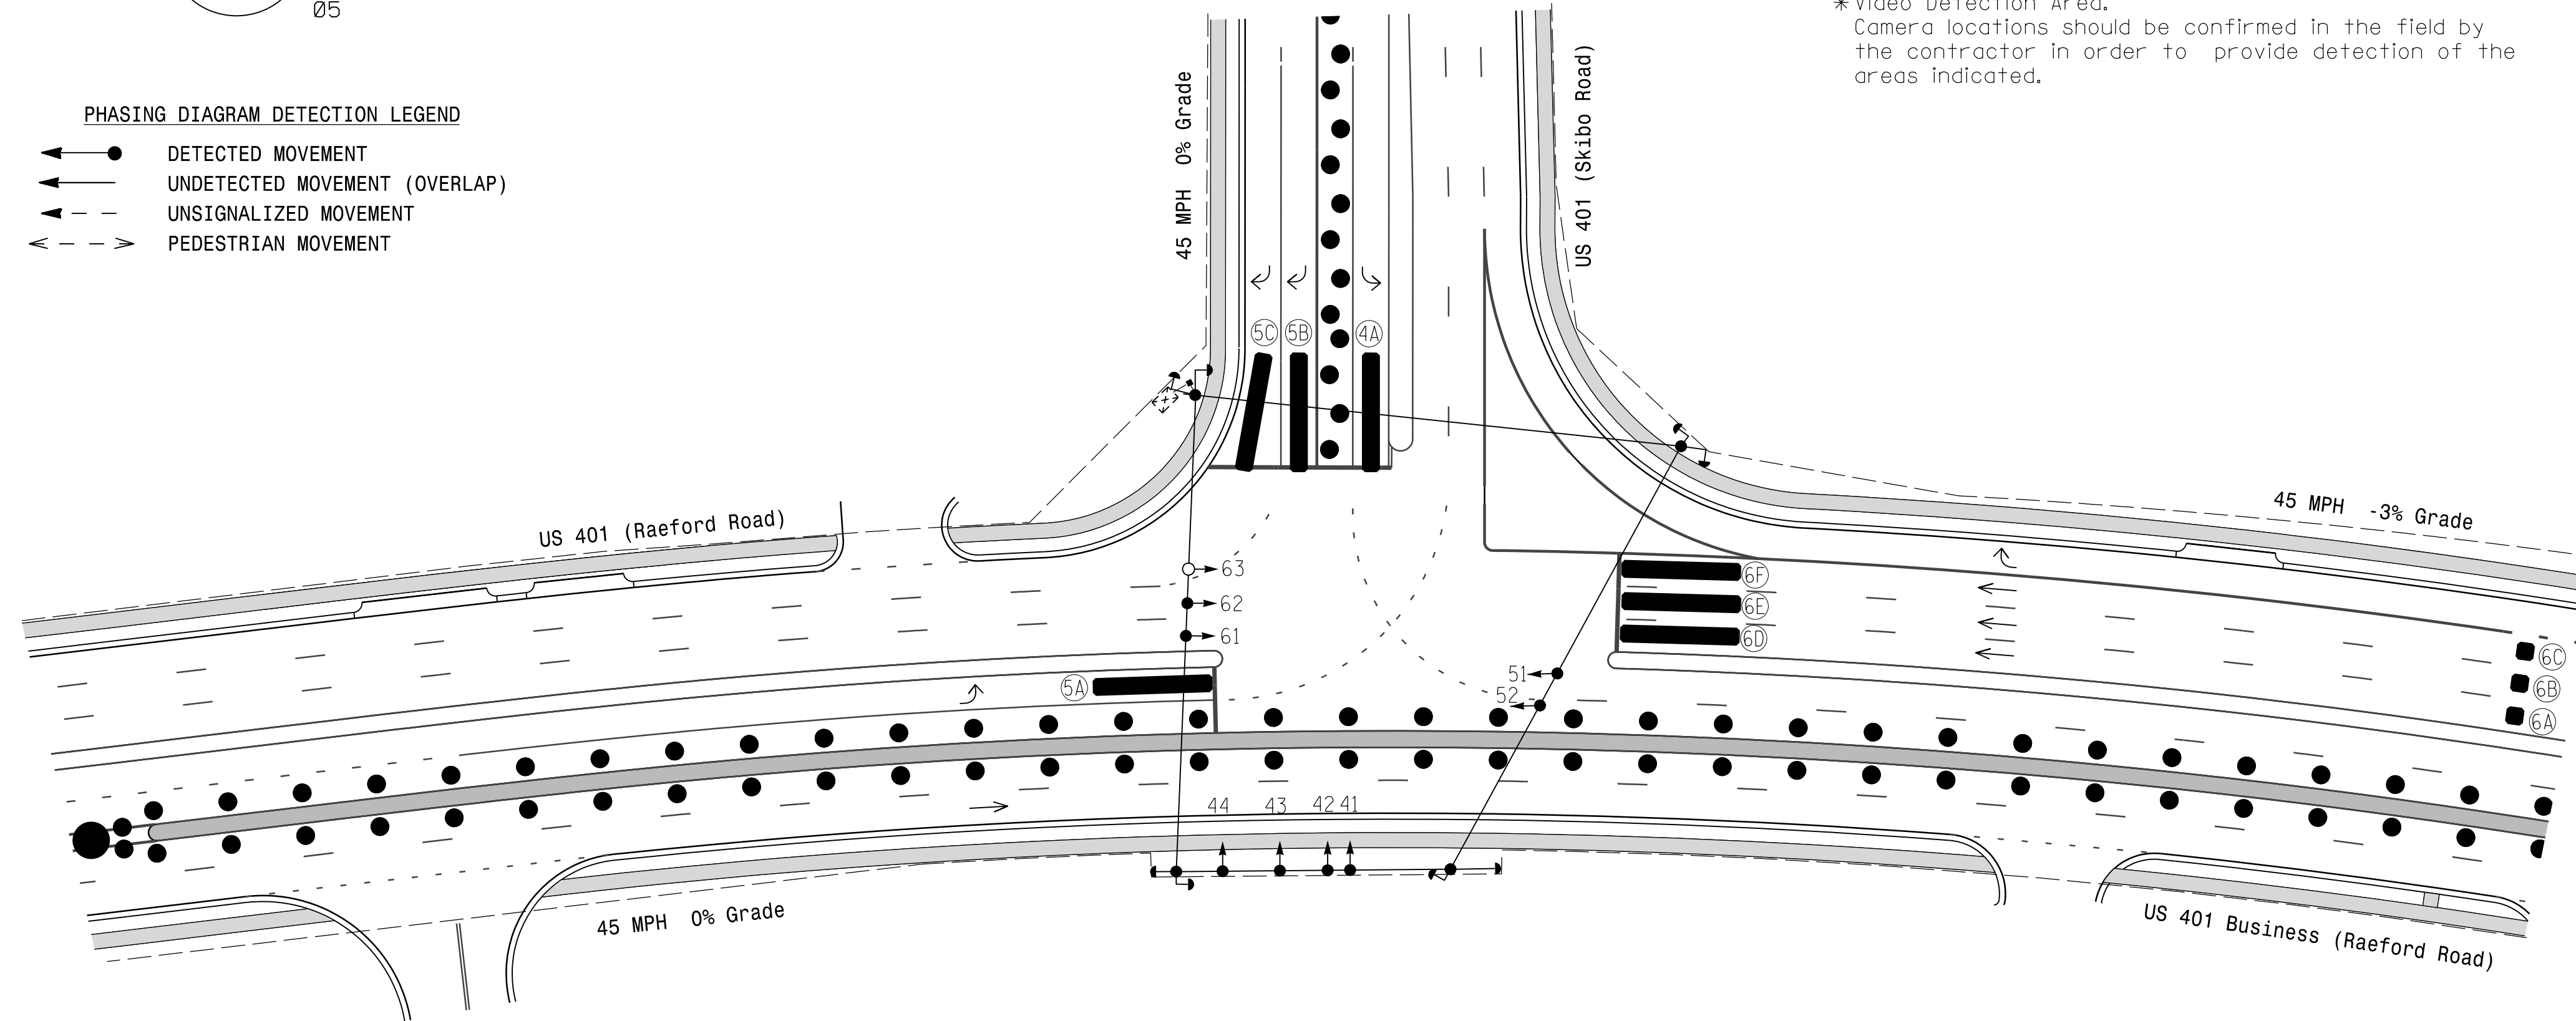 Ø5
PHASING DIAGRAM DETECTION LEGEND
DETECTED MOVEMENT
UNDETECTED MOVEMENT (OVERLAP)
UNSIGNALIZED MOVEMENT
PEDESTRIAN MOVEMENT
* Video Detection Area.
Camera locations should be confirmed in the field by
the contractor in order to provide detection of the
areas indicated.
45 MPH 0% Grade
US 401 (Skibo Road)
5C 5B 4A
US 401 (Raeford Road)
45 MPH -3% Grade
63
62
61
6F
6E
6D
6C
6B
6A
5A
51
52
44 43 42 41
45 MPH 0% Grade
US 401 Business (Raeford Road)